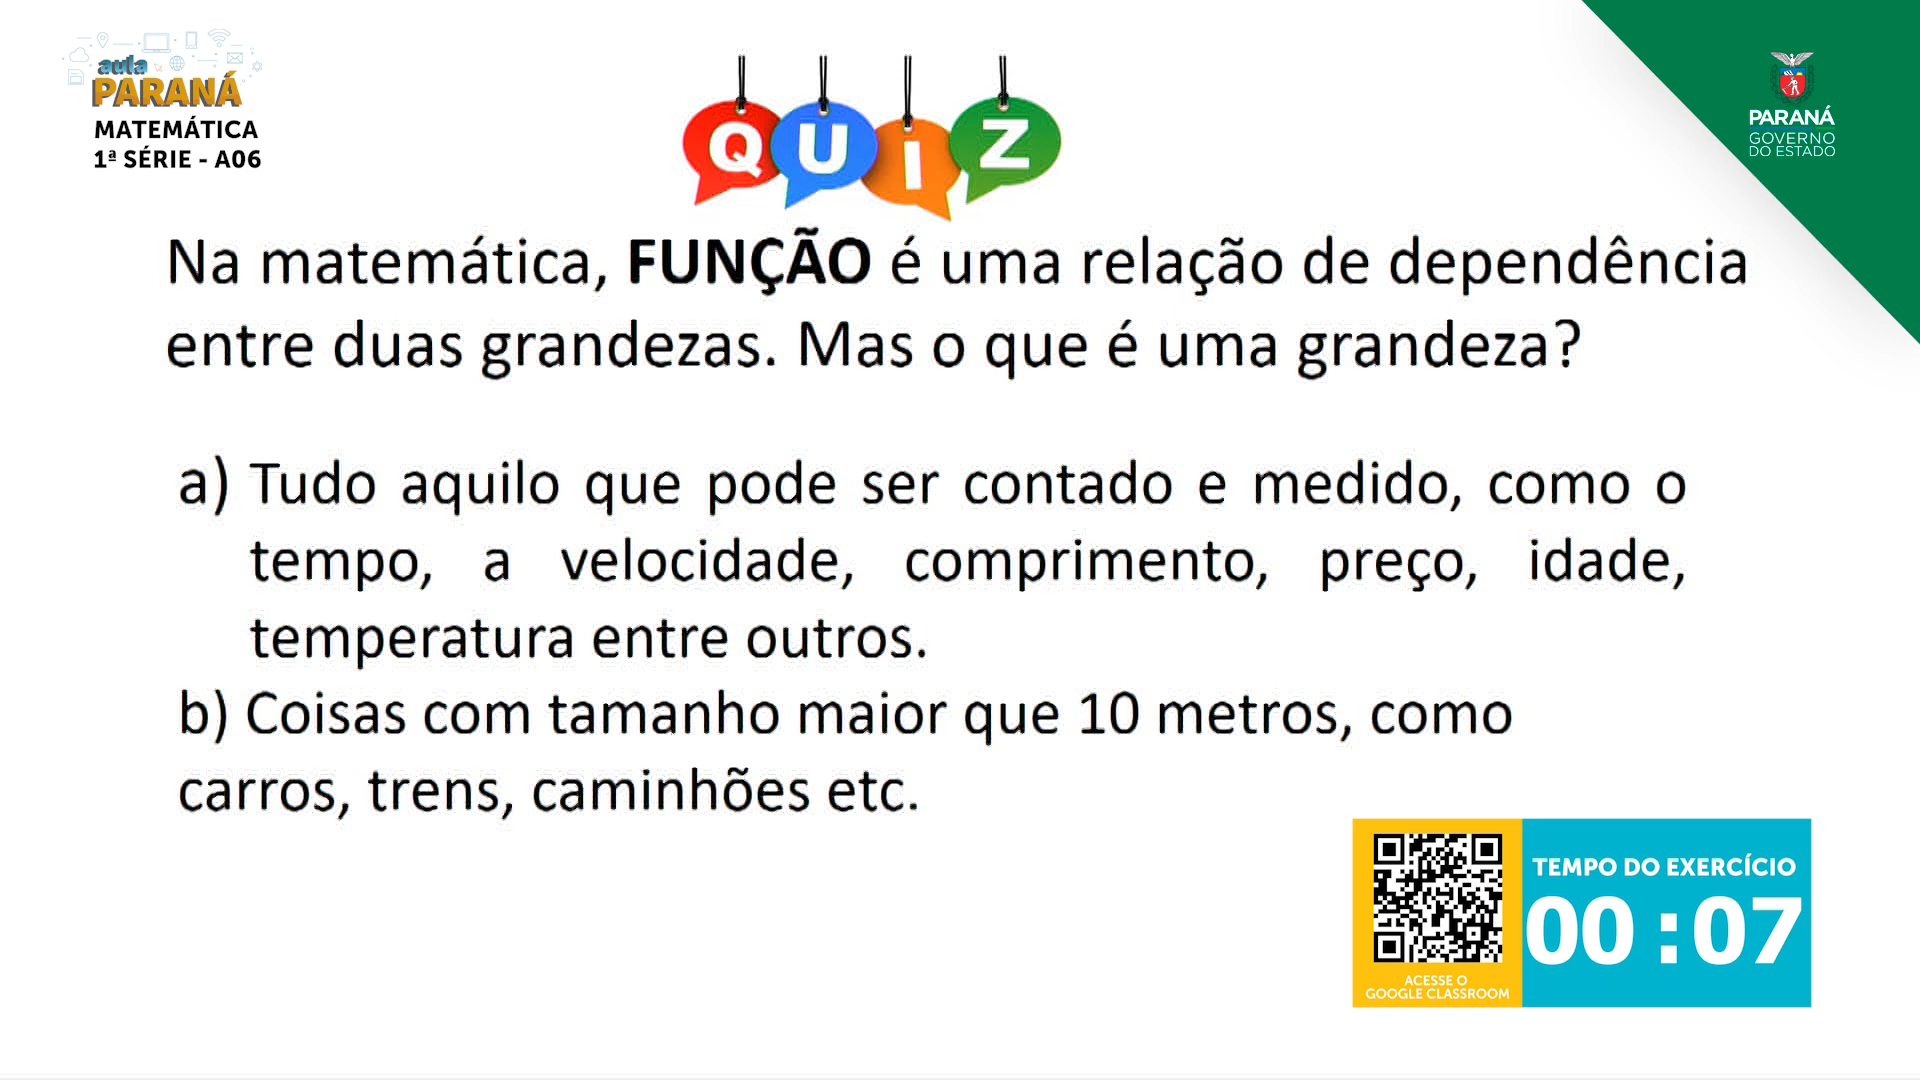 aula
PARANÁ
MATEMÁTICA
1ª SÉRIE - A06
QUIZ
PARANÁ
GOVERNO
DO ESTADO
Na matemática, FUNÇÃO é uma relação de dependência
entre duas grandezas. Mas o que é uma grandeza?
a) Tudo aquilo que pode ser contado e medido, como o
tempo, a velocidade, comprimento, preço, idade,
temperatura entre outros.
b) Coisas com tamanho maior que 10 metros, como
carros, trens, caminhões etc.
ACESSE O
GOOGLE CLASSROOM
TEMPO DO EXERCÍCIO
00 :07